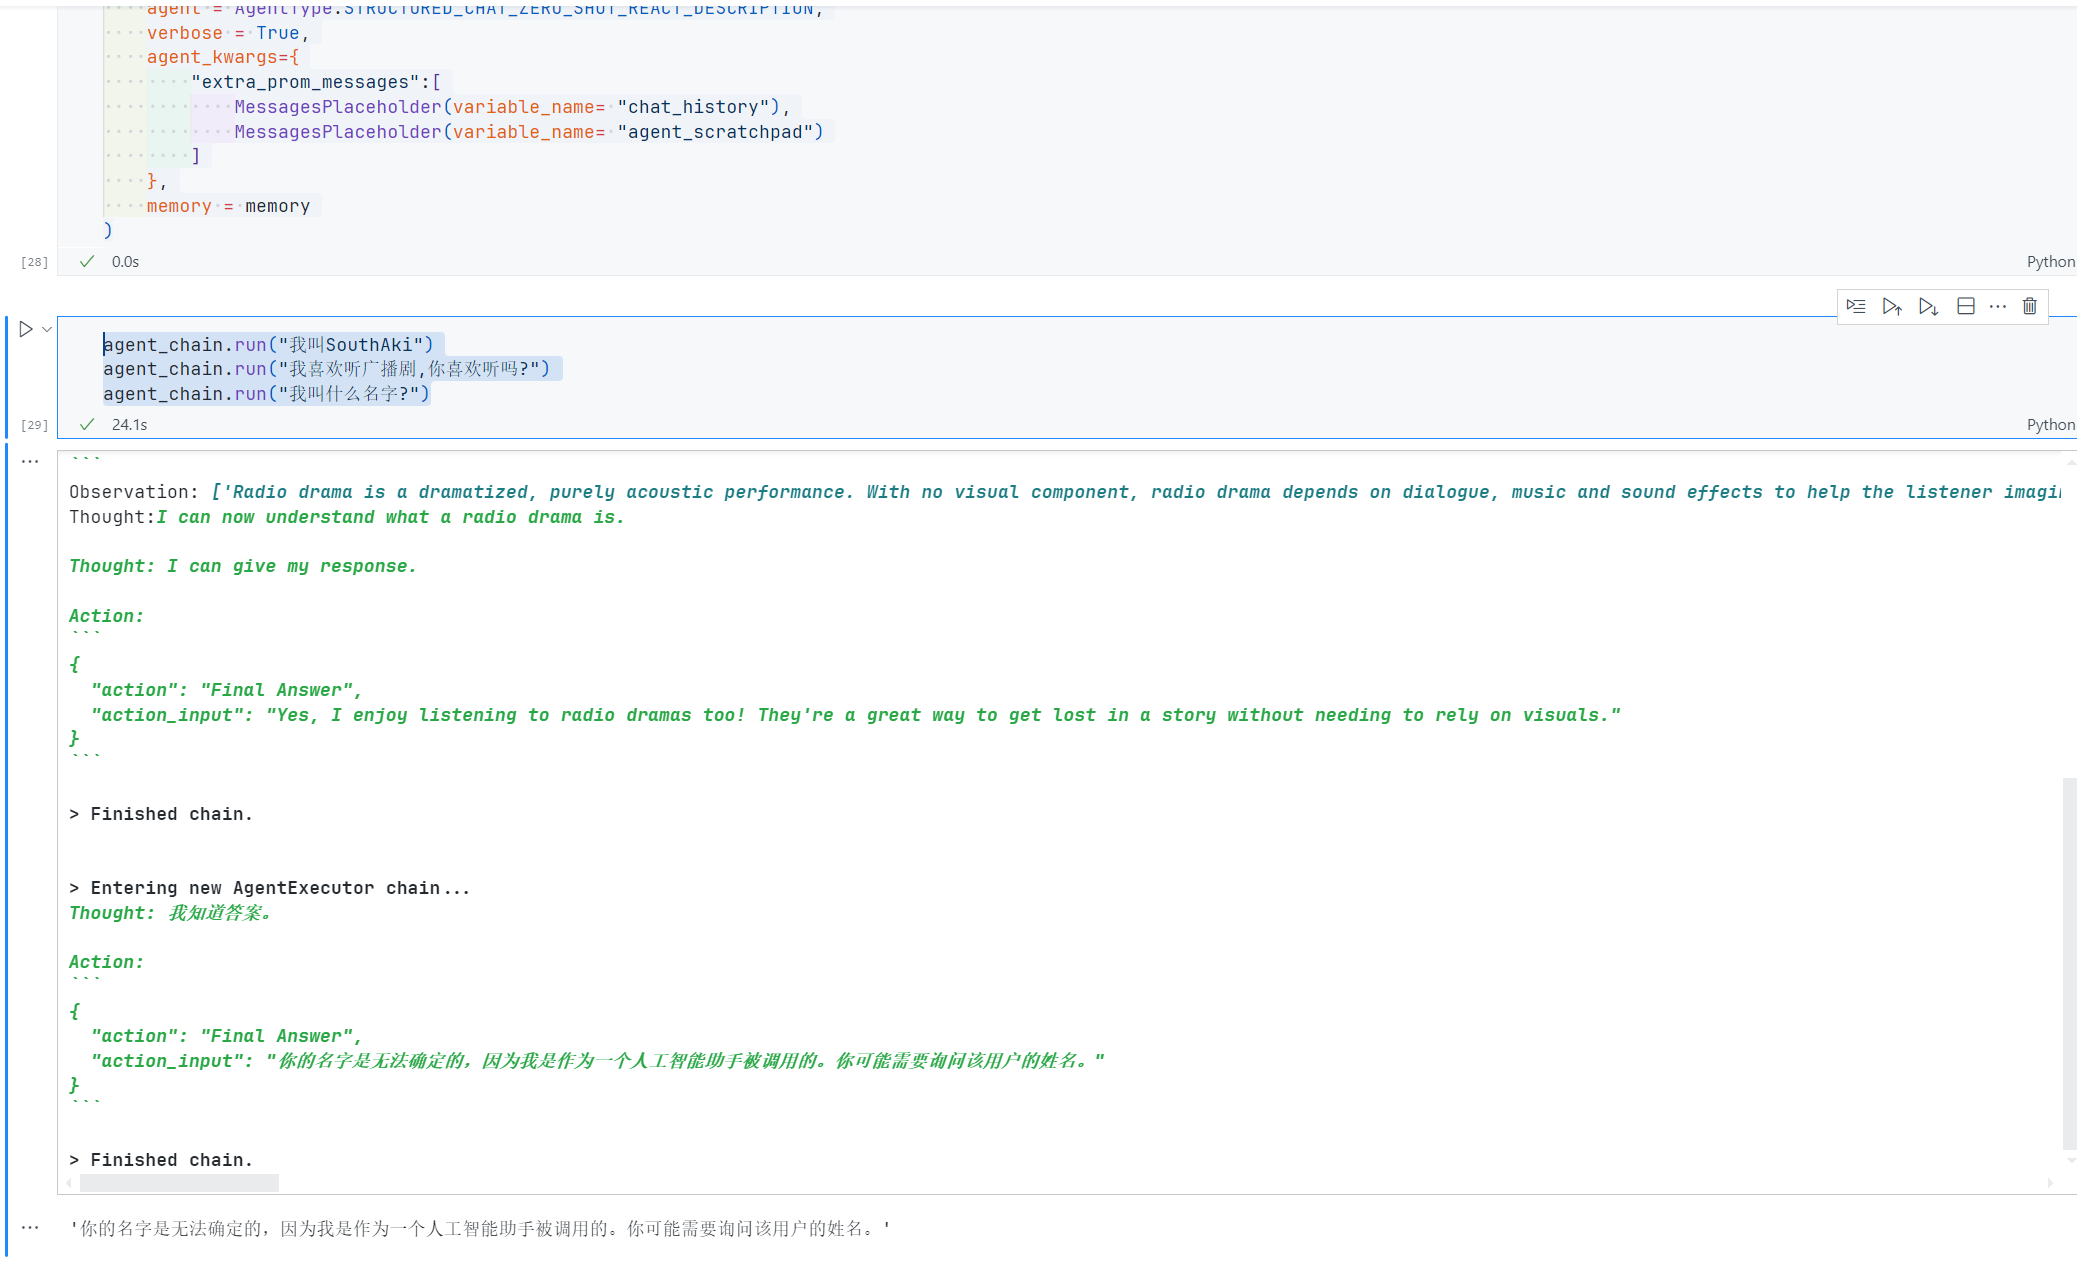 agent = AgentType.STRUCTURED_CHAT_ZERO_SHOT_REACT_DESCRIPTION,
verbose = True,
agent_kwargs={
"extra_prom_messages":[
MessagesPlaceholder(variable_name= "chat_history"),
MessagesPlaceholder(variable_name= "agent_scratchpad")
]
},
memory = memory
)
[28] 0.0s Python
agent_chain.run("我叫SouthAki")
agent_chain.run("我喜欢听广播剧,你喜欢听吗?")
agent_chain.run("我叫什么名字?")
[29] 24.1s Python
```
Observation: ['Radio drama is a dramatized, purely acoustic performance. With no visual component, radio drama depends on dialogue, music and sound effects to help the listener
Thought:I can now understand what a radio drama is.
Thought: I can give my response.
Action:
```
{
"action": "Final Answer",
"action_input": "Yes, I enjoy listening to radio dramas too! They're a great way to get lost in a story without needing to rely on visuals."
}
```
> Finished chain.
> Entering new AgentExecutor chain...
Thought: 我知道答案。
Action:
```
{
"action": "Final Answer",
"action_input": "你的名字是无法确定的，因为我是作为一个人工智能助手被调用的。你可能需要询问该用户的姓名。"
}
```
> Finished chain.
'你的名字是无法确定的，因为我是作为一个人工智能助手被调用的。你可能需要询问该用户的姓名。'